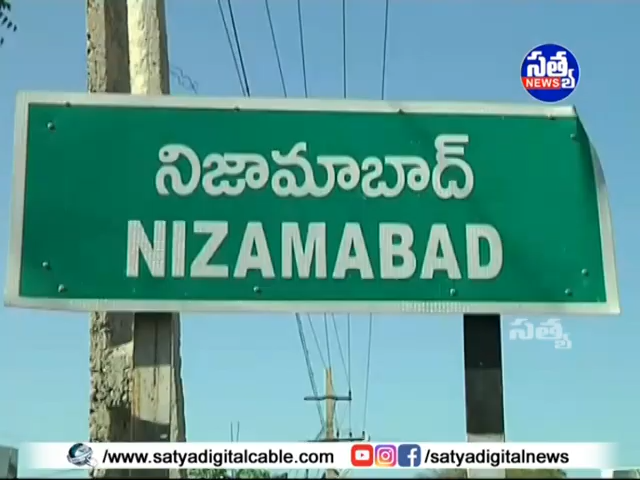 సత్య
NEWS
నిజామాబాద్
NIZAMABAD
సత్య
/www.satyadigitalcable.com/
/satyadigitalnews